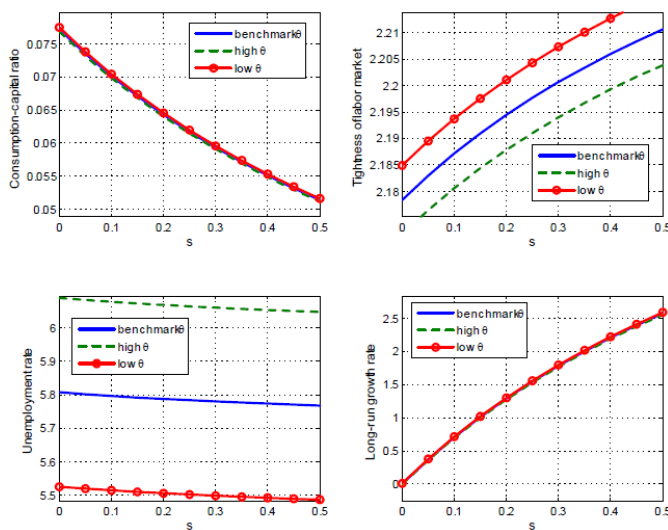 0.075
0.07
0.065
0.06
0.055
0.05
0
0.1
0.2
0.3
0.4
0.5
s
Consumption-capital ratio
benchmarkθ
high θ
low θ
2.21
2.205
2.2
2.195
2.19
2.185
2.18
0
0.1
0.2
0.3
0.4
0.5
s
Tightness of labor market
benchmarkθ
high θ
low θ
6
5.8
5.6
5.5
0
0.1
0.2
0.3
0.4
0.5
s
Unemployment rate
benchmarkθ
high θ
low θ
2.5
2
1.5
1
0.5
0
0
0.1
0.2
0.3
0.4
0.5
s
Long-run growth rate
benchmarkθ
high θ
low θ